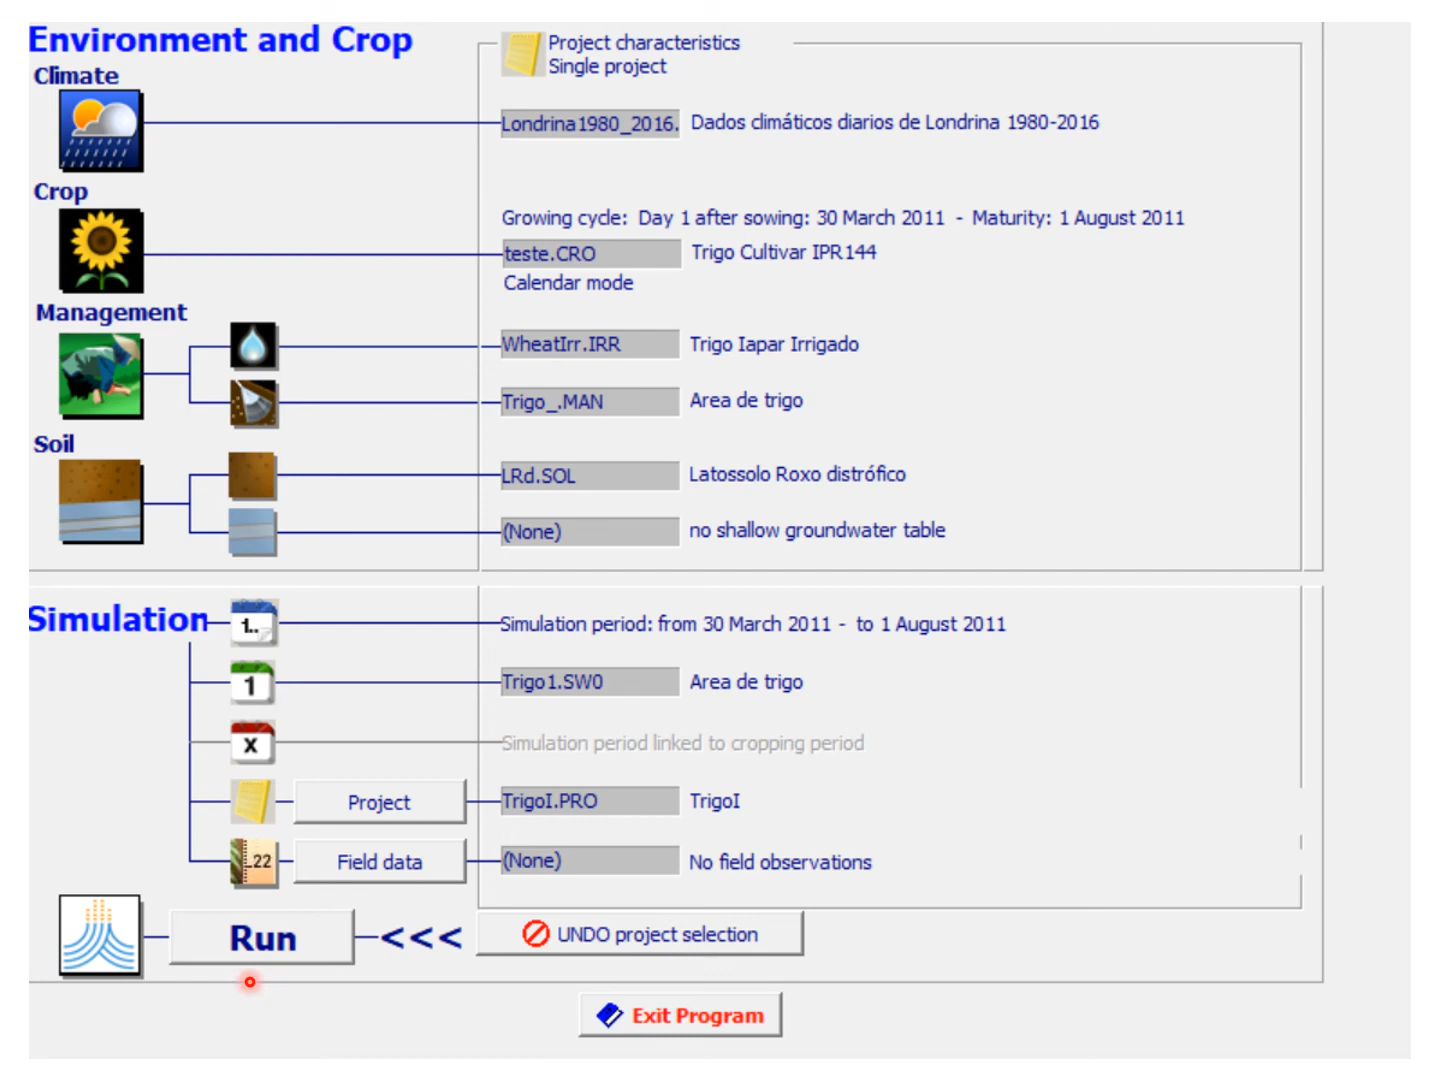 Environment and Crop
Project characteristics
Single project
Climate
Londrina1980_2016. Dados climáticos diarios de Londrina 1980-2016
Crop
Growing cycle: Day 1 after sowing: 30 March 2011 - Maturity: 1 August 2011
teste.CRO Trigo Cultivar IPR144
Calendar mode
Management
WheatIrr.IRR Trigo Iapar Irrigado
Trigo_.MAN Area de trigo
Soil
LRd.SOL Latossolo Roxo distrófico
(None) no shallow groundwater table
Simulation 1.. Simulation period: from 30 March 2011 - to 1 August 2011
1 Trigo1.SW0 Area de trigo
X Simulation period linked to cropping period
Project TrigoI.PRO TrigoI
22 Field data (None) No field observations
Run <<< UNDO project selection
Exit Program